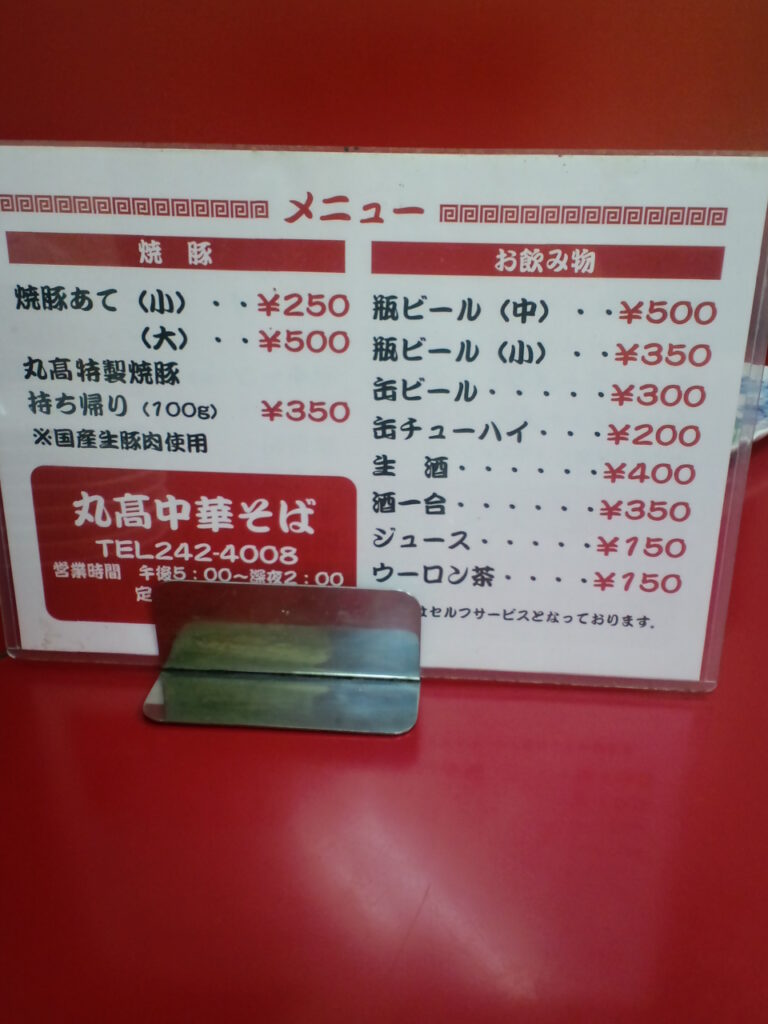 メニュー
焼 豚
焼豚あて（小）・・¥250
（大）・・¥500
丸髙特製焼豚
持ち帰り（100g） ¥350
※国産生豚肉使用
丸髙中華そば
TEL242-4008
営業時間 午後5：00～深夜2：00
定
お飲み物
瓶ビール（中）・・¥500
瓶ビール（小）・・¥350
缶ビール・・・・・¥300
缶チューハイ・・・¥200
生 酒・・・・・・¥400
酒一台・・・・・・¥350
ジュース・・・・・¥150
ウーロン茶・・・・¥150
はセルフサービスとなっております。